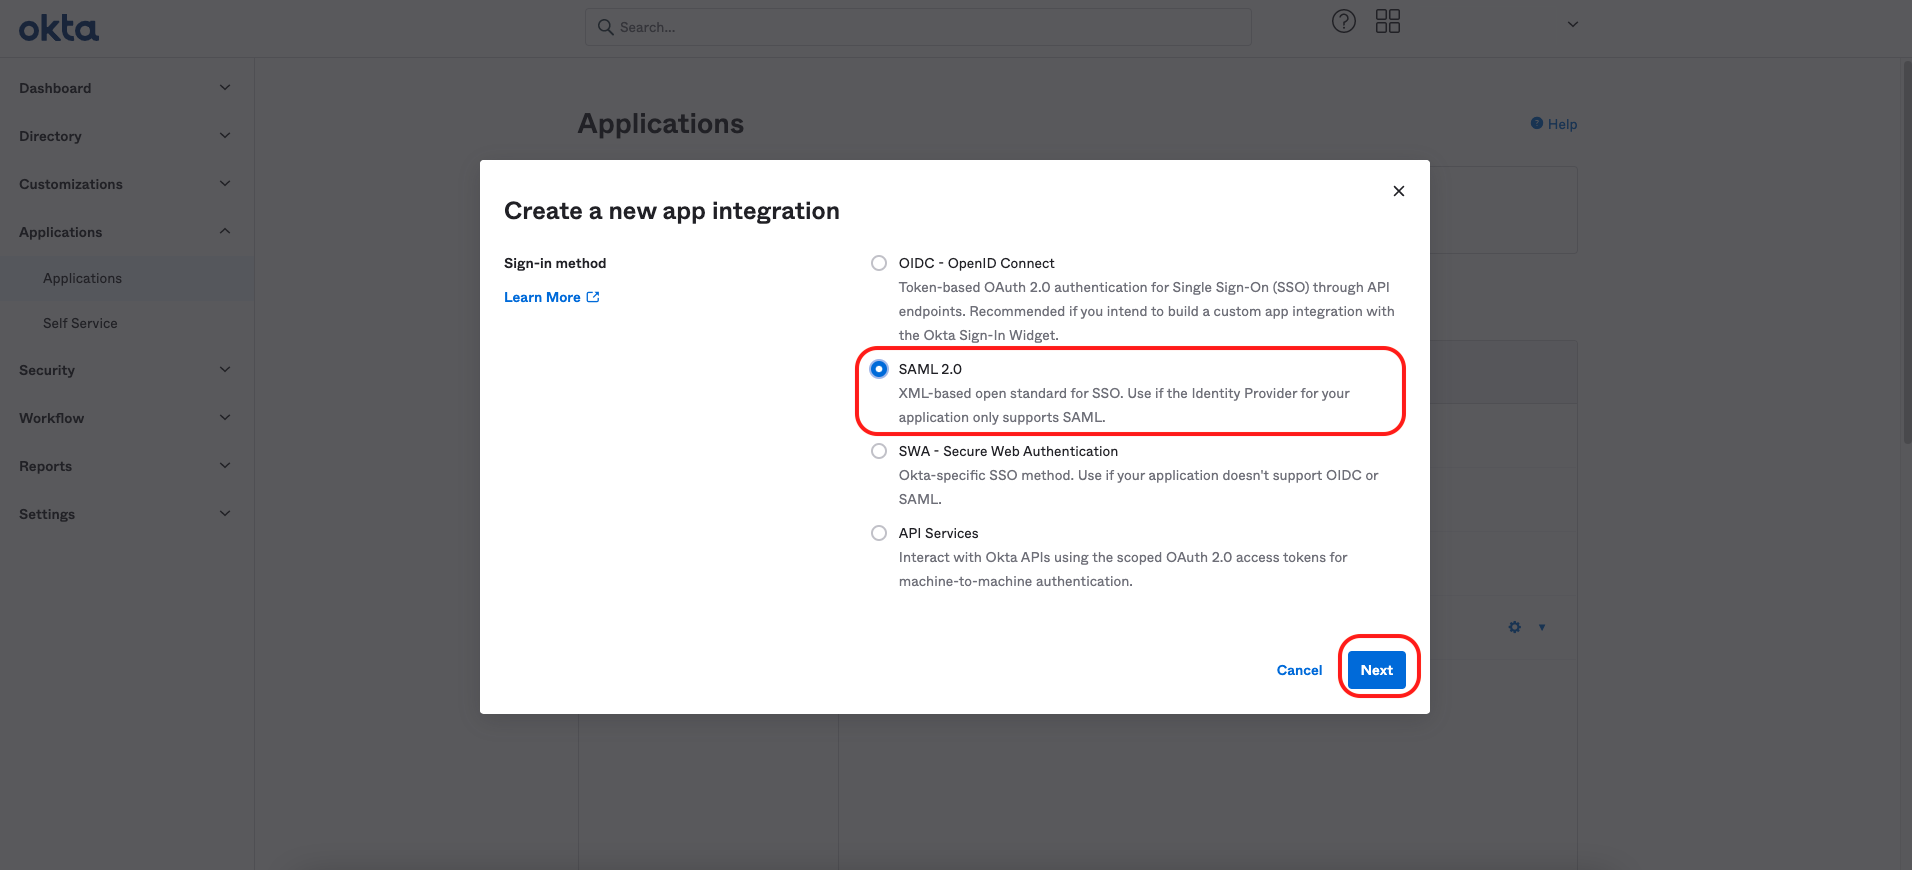 okta
Search...
Dashboard
Directory
Customizations
Applications
Applications
Self Service
Security
Workflow
Reports
Settings
Applications
Help
Create a new app integration
Sign-in method
Learn More
OIDC - OpenID Connect
Token-based OAuth 2.0 authentication for Single Sign-On (SSO) through API
endpoints. Recommended if you intend to build a custom app integration with
the Okta Sign-In Widget.
SAML 2.0
XML-based open standard for SSO. Use if the Identity Provider for your
application only supports SAML.
SWA - Secure Web Authentication
Okta-specific SSO method. Use if your application doesn't support OIDC or
SAML.
API Services
Interact with Okta APIs using the scoped OAuth 2.0 access tokens for
machine-to-machine authentication.
Cancel
Next